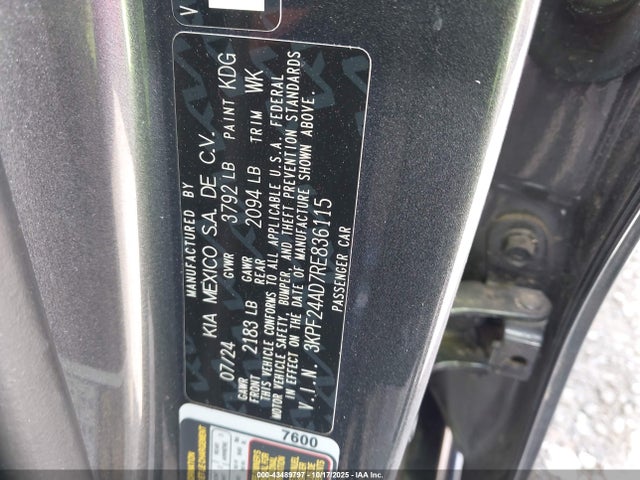 V
MANUFACTURED BY
KIA MEXICO S.A. DE C.V.
07/24 GVWR 3792 LB PAINT KDG
GAWR FRONT 2183 LB GAWR REAR 2094 LB TRIM WK
THIS VEHICLE CONFORMS TO ALL APPLICABLE U.S.A. FEDERAL
MOTOR VEHICLE SAFETY, BUMPER, AND THEFT PREVENTION STANDARDS
IN EFFECT ON THE DATE OF MANUFACTURE SHOWN ABOVE.
V.I.N. 3KPF24AD7RE836115
PASSENGER CAR
7600
© COPYRIGHT IAA, LLC # 43489797 - 10/17/2025 - I-A-A